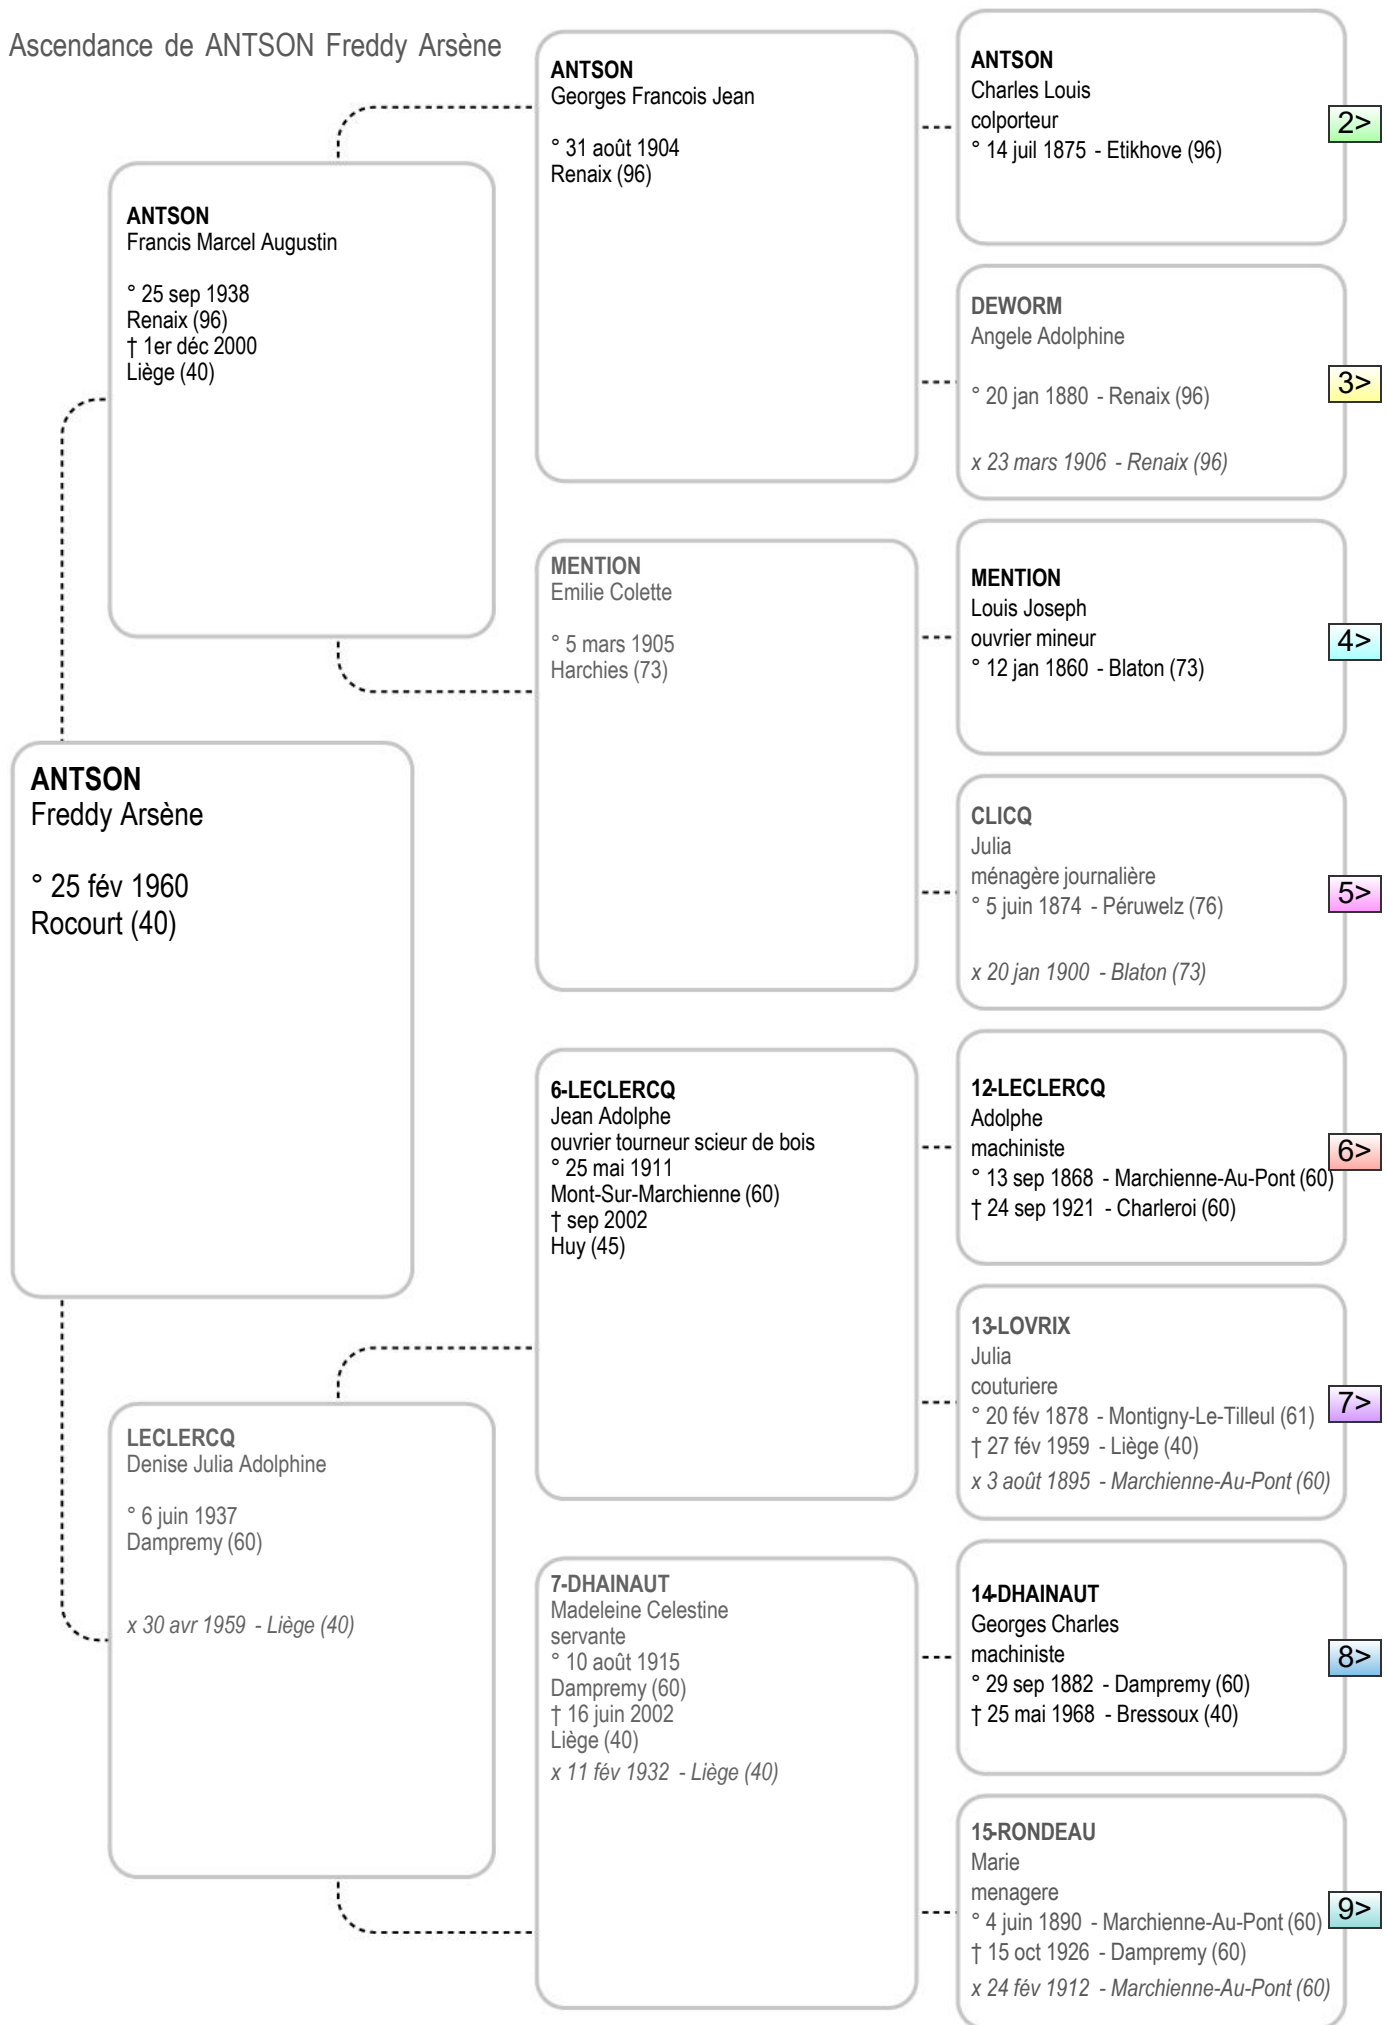 Ascendance de ANTSON Freddy Arsène
ANTSON
Freddy Arsène
° 25 fév 1960
Rocourt (40)
ANTSON
Francis Marcel Augustin
° 25 sep 1938
Renaix (96)
† 1er déc 2000
Liège (40)
LECLERCQ
Denise Julia Adolphine
° 6 juin 1937
Dampremy (60)
x 30 avr 1959 - Liège (40)
ANTSON
Georges Francois Jean
° 31 août 1904
Renaix (96)
MENTION
Emilie Colette
° 5 mars 1905
Harchies (73)
6-LECLERCQ
Jean Adolphe
ouvrier tourneur scieur de bois
° 25 mai 1911
Mont-Sur-Marchienne (60)
† sep 2002
Huy (45)
7-DHAINAUT
Madeleine Celestine
servante
° 10 août 1915
Dampremy (60)
† 16 juin 2002
Liège (40)
x 11 fév 1932 - Liège (40)
ANTSON
Charles Louis
colporteur
° 14 juil 1875 - Etikhove (96)
2>
DEWORM
Angele Adolphine
° 20 jan 1880 - Renaix (96)
x 23 mars 1906 - Renaix (96)
3>
MENTION
Louis Joseph
ouvrier mineur
° 12 jan 1860 - Blaton (73)
4>
CLICQ
Julia
ménagère journalière
° 5 juin 1874 - Péruwelz (76)
x 20 jan 1900 - Blaton (73)
5>
12-LECLERCQ
Adolphe
machiniste
° 13 sep 1868 - Marchienne-Au-Pont (60)
† 24 sep 1921 - Charleroi (60)
6>
13-LOVRIX
Julia
couturiere
° 20 fév 1878 - Montigny-Le-Tilleul (61)
† 27 fév 1959 - Liège (40)
x 3 août 1895 - Marchienne-Au-Pont (60)
7>
14-DHAINAUT
Georges Charles
machiniste
° 29 sep 1882 - Dampremy (60)
† 25 mai 1968 - Bressoux (40)
8>
15-RONDEAU
Marie
menagere
° 4 juin 1890 - Marchienne-Au-Pont (60)
† 15 oct 1926 - Dampremy (60)
x 24 fév 1912 - Marchienne-Au-Pont (60)
9>